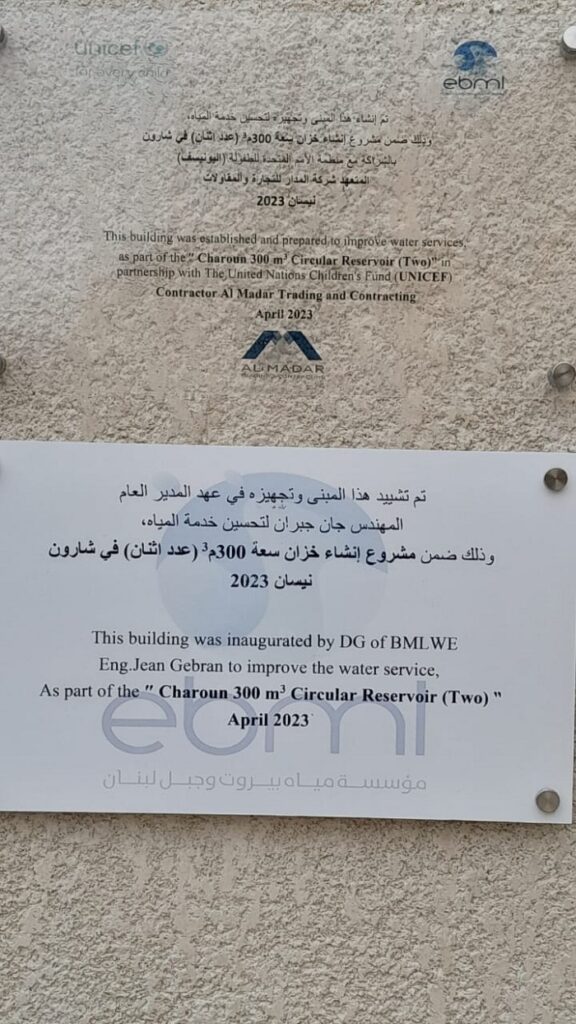 unicef
for every child
ebml
تم إنشاء هذا المبنى وتجهيزه لتحسين خدمة المياه،
وذلك ضمن مشروع إنشاء خزان سعة 300م³ (عدد اثنان) في شارون
بالشراكة مع منظمة الأمم المتحدة للطفولة (اليونيسف)
المتعهد شركة المدار للتجارة والمقاولات
نيسان 2023
This building was established and prepared to improve water services,
as part of the " Charoun 300 m³ Circular Reservoir (Two)" in
partnership with The United Nations Children's Fund (UNICEF)
Contractor Al Madar Trading and Contracting
April 2023
AL MADAR
تم تشييد هذا المبنى وتجهيزه في عهد المدير العام
المهندس جان جبران لتحسين خدمة المياه،
وذلك ضمن مشروع إنشاء خزان سعة 300م³ (عدد اثنان) في شارون
نيسان 2023
This building was inaugurated by DG of BMLWE
Eng.Jean Gebran to improve the water service,
As part of the " Charoun 300 m³ Circular Reservoir (Two) "
April 2023
ebml
مؤسسة مياه بيروت وجبل لبنان